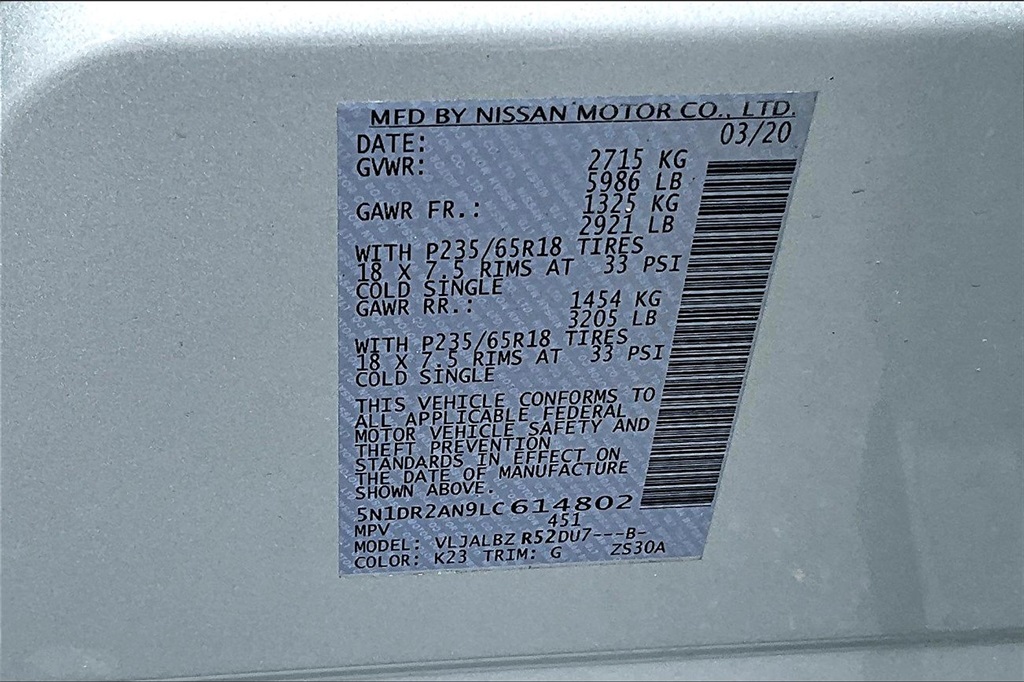 MFD BY NISSAN MOTOR CO., LTD.
DATE: 03/20
GVWR: 2715 KG
5986 LB
GAWR FR.: 1325 KG
2921 LB
WITH P235/65R18 TIRES
18 X 7.5 RIMS AT 33 PSI
COLD SINGLE
GAWR RR.: 1454 KG
3205 LB
WITH P235/65R18 TIRES
18 X 7.5 RIMS AT 33 PSI
COLD SINGLE
THIS VEHICLE CONFORMS TO
ALL APPLICABLE FEDERAL
MOTOR VEHICLE SAFETY AND
THEFT PREVENTION
STANDARDS IN EFFECT ON
THE DATE OF MANUFACTURE
SHOWN ABOVE.
5N1DR2AN9LC614802
MPV 451
MODEL: VLJALBZ R52DU7---B-
COLOR: K23 TRIM: G ZS30A